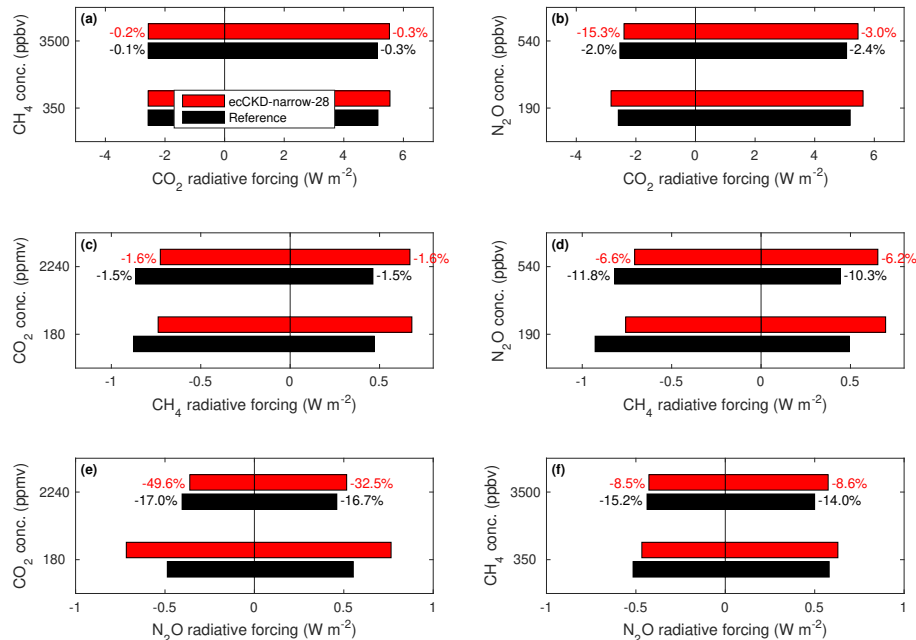 (a)
-0.2%
-0.3%
-0.1%
-0.3%
3500
350
CH4 conc. (ppbv)
ecCKD-narrow-28
Reference
-4 -2 0 2 4 6
CO2 radiative forcing (W m-2)
(b)
-15.3%
-3.0%
-2.0%
-2.4%
540
190
N2O conc. (ppbv)
-4 -2 0 2 4 6
CO2 radiative forcing (W m-2)
(c)
-1.6%
-1.6%
-1.5%
-1.5%
2240
180
CO2 conc. (ppmv)
-1 -0.5 0 0.5
CH4 radiative forcing (W m-2)
(d)
-6.6%
-6.2%
-11.8%
-10.3%
540
190
N2O conc. (ppbv)
-1 -0.5 0 0.5
CH4 radiative forcing (W m-2)
(e)
-49.6%
-32.5%
-17.0%
-16.7%
2240
180
CO2 conc. (ppmv)
-1 -0.5 0 0.5 1
N2O radiative forcing (W m-2)
(f)
-8.5%
-8.6%
-15.2%
-14.0%
3500
350
CH4 conc. (ppbv)
-1 -0.5 0 0.5 1
N2O radiative forcing (W m-2)